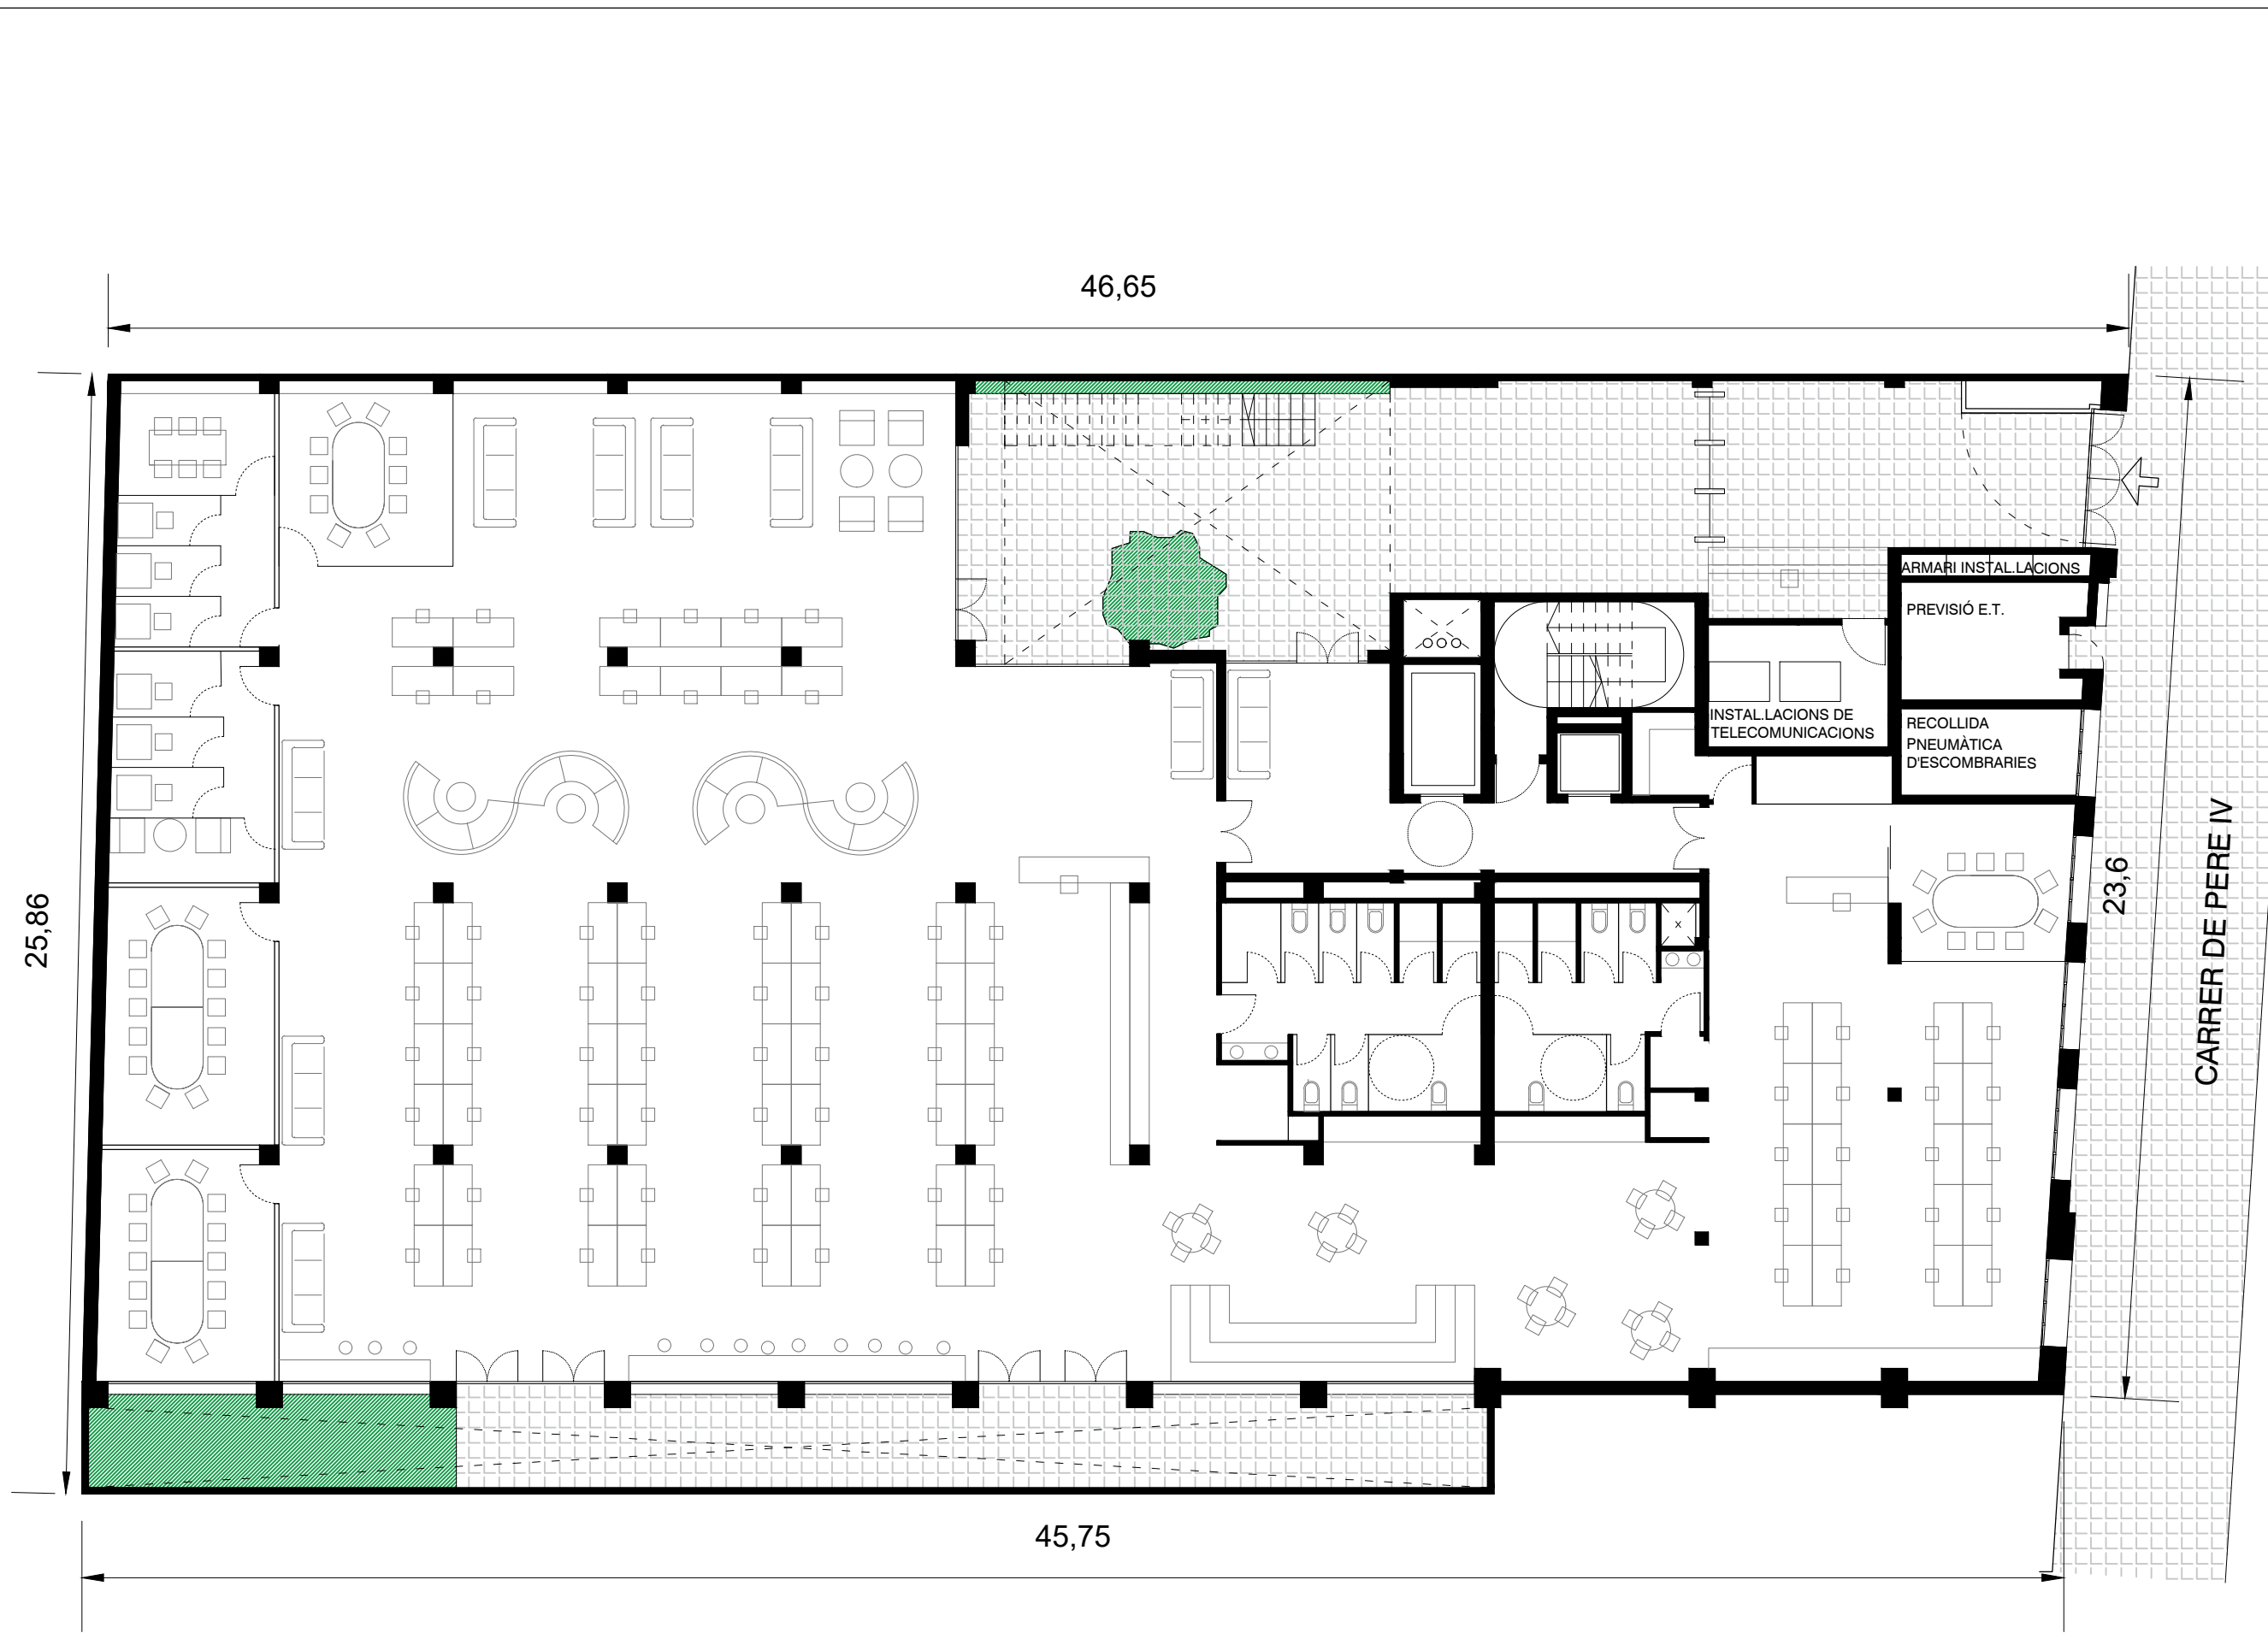 46,65
ARMARI INSTAL.LACIONS
PREVISIÓ E.T.
INSTAL.LACIONS DE
TELECOMUNICACIONS
RECOLLIDA
PNEUMÀTICA
D'ESCOMBRARIES
25,86
23,6
CARRER DE PERE IV
x
45,75